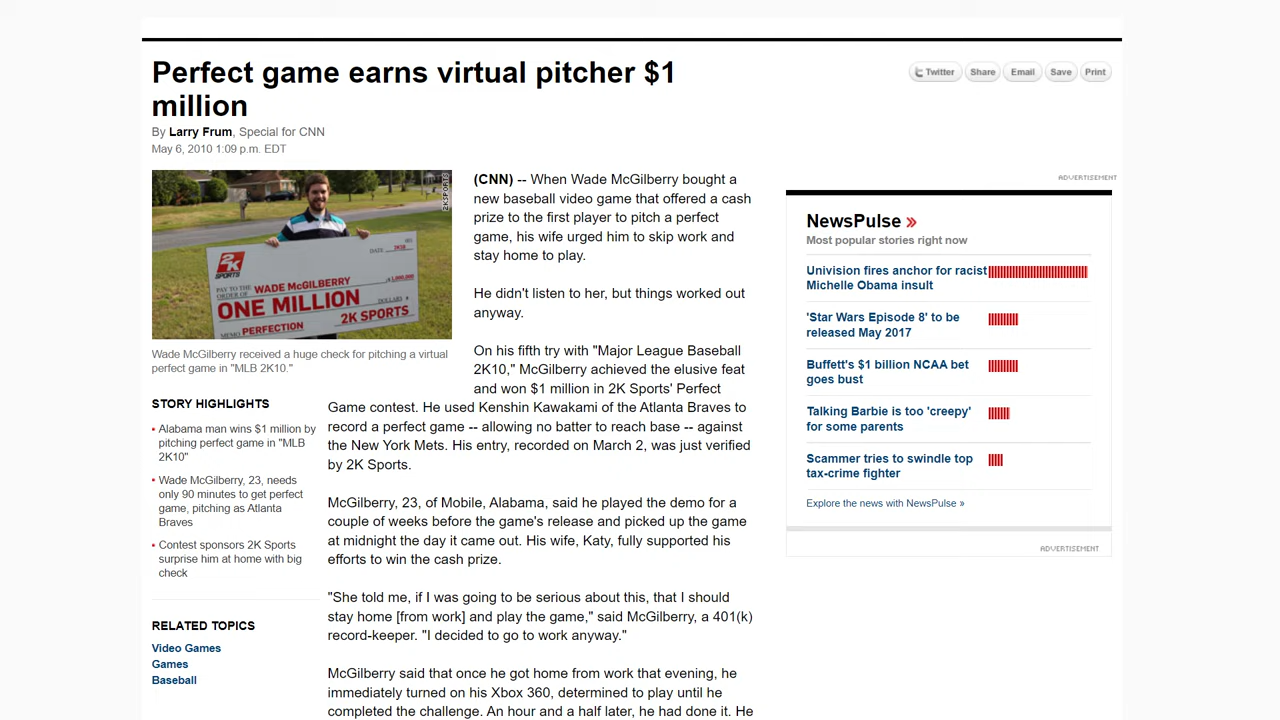 Perfect game earns virtual pitcher $1
million
By Larry Frum, Special for CNN
May 6, 2010 1:09 p.m. EDT
Twitter
Share
Email
Save
Print
2K SPORTS
2K
SPORTS
DATE
2K10
PAY TO THE
ORDER OF
WADE McGILBERRY
$1,000,000
ONE MILLION
DOLLARS
MEMO PERFECTION
2K SPORTS
Wade McGilberry received a huge check for pitching a virtual
perfect game in "MLB 2K10."
STORY HIGHLIGHTS
• Alabama man wins $1 million by
pitching perfect game in "MLB
2K10"
• Wade McGilberry, 23, needs
only 90 minutes to get perfect
game, pitching as Atlanta
Braves
• Contest sponsors 2K Sports
surprise him at home with big
check
RELATED TOPICS
Video Games
Games
Baseball
(CNN) -- When Wade McGilberry bought a
new baseball video game that offered a cash
prize to the first player to pitch a perfect
game, his wife urged him to skip work and
stay home to play.
He didn't listen to her, but things worked out
anyway.
On his fifth try with "Major League Baseball
2K10," McGilberry achieved the elusive feat
and won $1 million in 2K Sports' Perfect
Game contest. He used Kenshin Kawakami of the Atlanta Braves to
record a perfect game -- allowing no batter to reach base -- against
the New York Mets. His entry, recorded on March 2, was just verified
by 2K Sports.
McGilberry, 23, of Mobile, Alabama, said he played the demo for a
couple of weeks before the game's release and picked up the game
at midnight the day it came out. His wife, Katy, fully supported his
efforts to win the cash prize.
"She told me, if I was going to be serious about this, that I should
stay home [from work] and play the game," said McGilberry, a 401(k)
record-keeper. "I decided to go to work anyway."
McGilberry said that once he got home from work that evening, he
immediately turned on his Xbox 360, determined to play until he
completed the challenge. An hour and a half later, he had done it. He
ADVERTISEMENT
NewsPulse »
Most popular stories right now
Univision fires anchor for racist
Michelle Obama insult
'Star Wars Episode 8' to be
released May 2017
Buffett's $1 billion NCAA bet
goes bust
Talking Barbie is too 'creepy'
for some parents
Scammer tries to swindle top
tax-crime fighter
Explore the news with NewsPulse »
ADVERTISEMENT